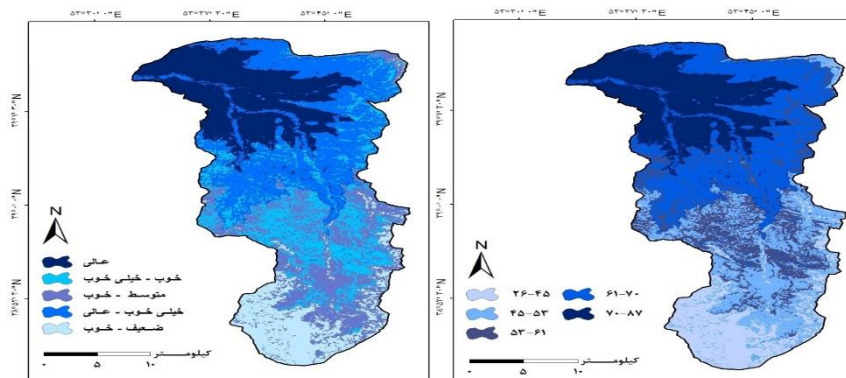 N
عالی
خوب - خیلی خوب
متوسط - خوب
خیلی خوب - عالی
ضعیف - خوب
۰ ۵ ۱۰ کیلومتر
N
۲۶-۴۵
۴۵-۵۳
۵۳-۶۱
۶۱-۷۰
۷۰-۸۷
۰ ۵ ۱۰ کیلومتر